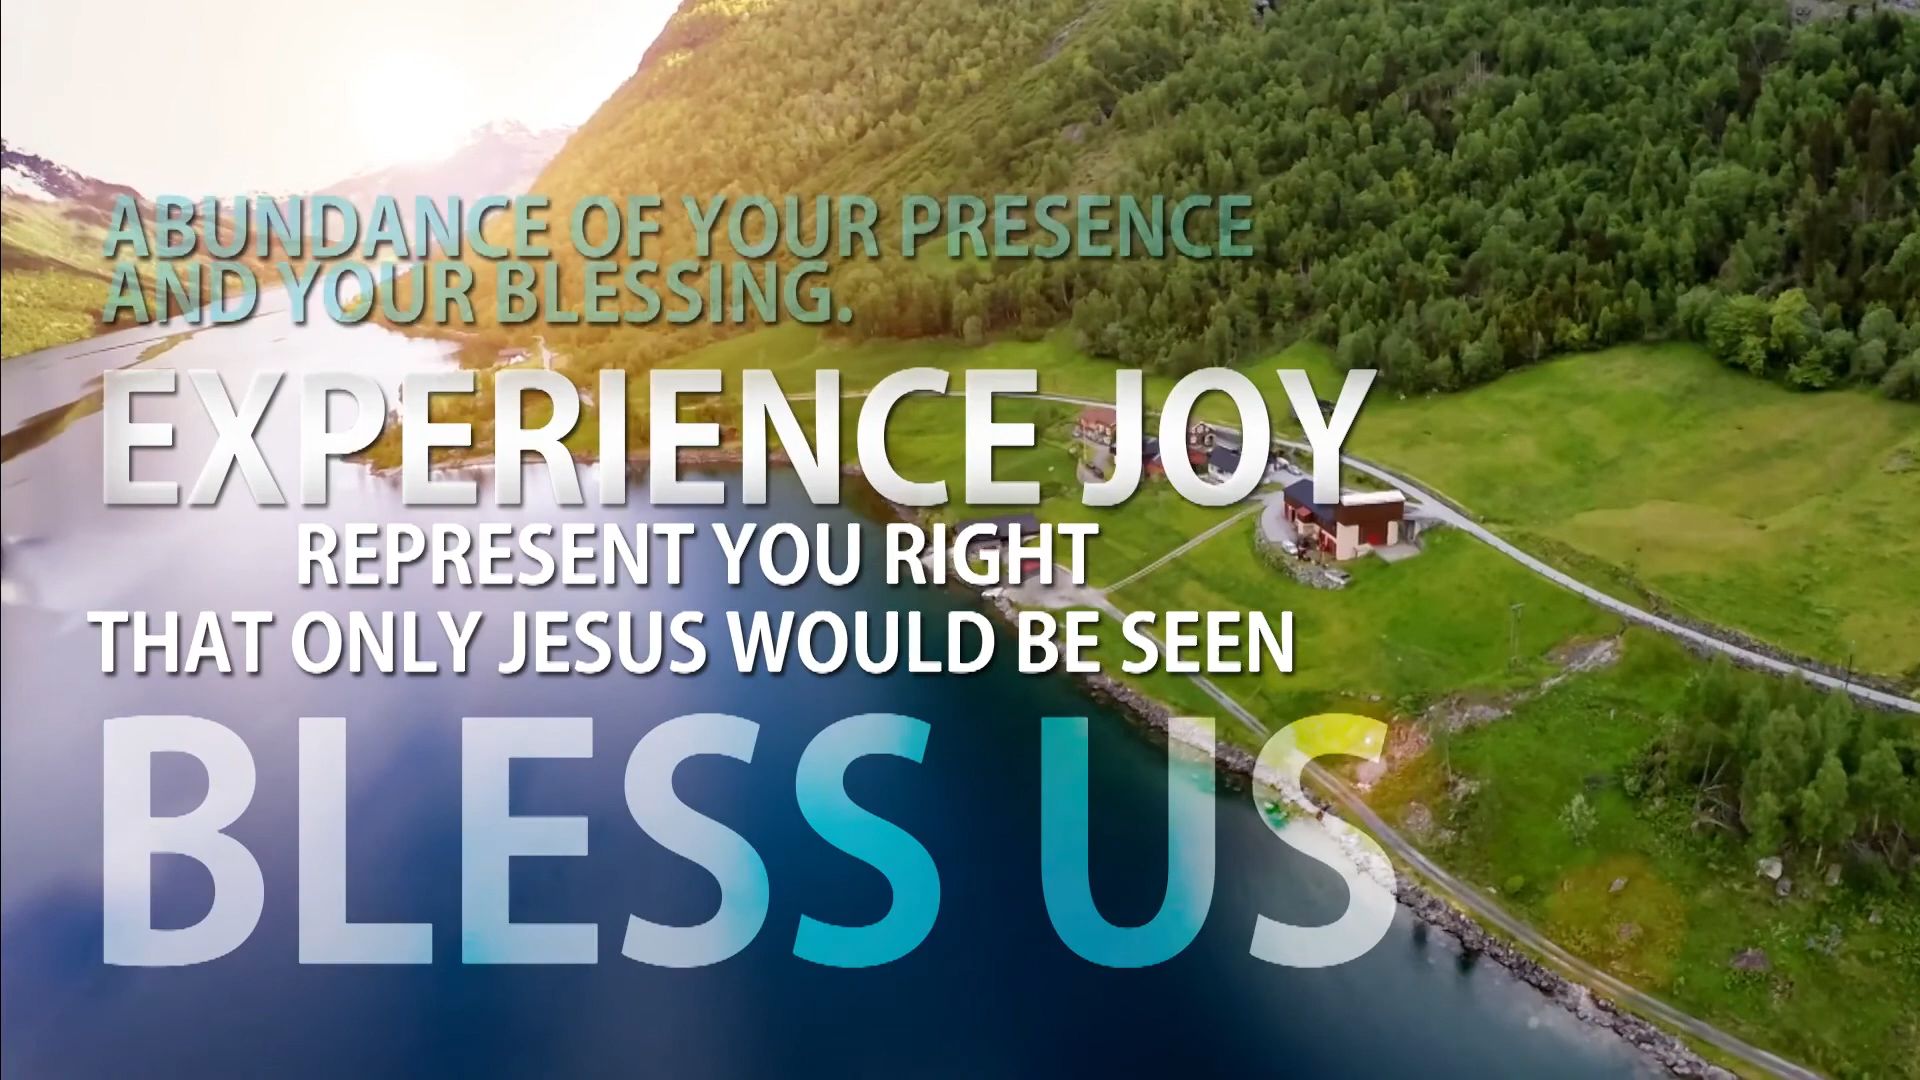 ABUNDANCE OF YOUR PRESENCE
AND YOUR BLESSING.
EXPERIENCE JOY
REPRESENT YOU RIGHT
THAT ONLY JESUS WOULD BE SEEN
BLESS US